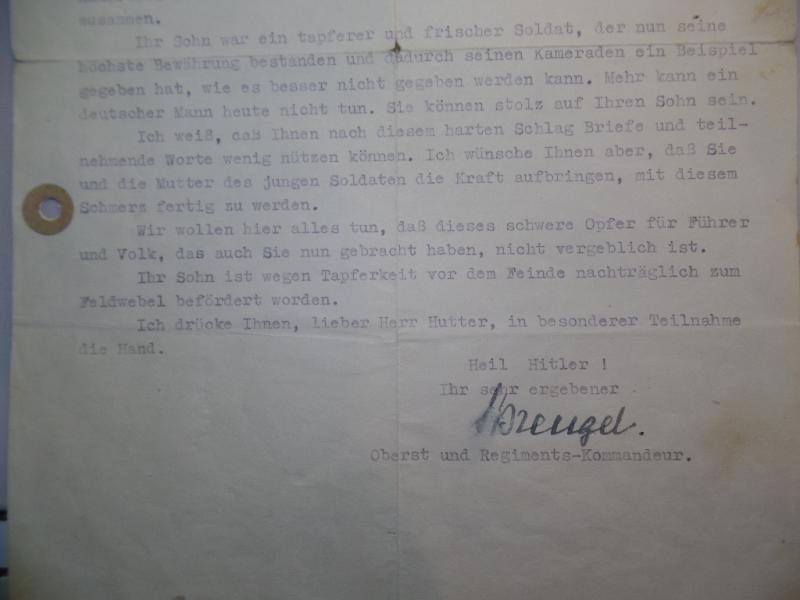 zusammen.
Ihr Sohn war ein tapferer und frischer Soldat, der nun seine
höchste Bewährung bestanden und dadurch seinen Kameraden ein Beispiel
gegeben hat, wie es besser nicht gegeben werden kann. Mehr kann ein
deutscher Mann heute nicht tun. Sie können stolz auf Ihren Sohn sein.
Ich weiß, daß Ihnen nach diesem harten Schlag Briefe und teil-
nehmende Worte wenig nützen können. Ich wünsche Ihnen aber, daß Sie
und die Mutter des jungen Soldaten die Kraft aufbringen, mit diesem
Schmerz fertig zu werden.
Wir wollen hier alles tun, daß dieses schwere Opfer für Führer
und Volk, das auch Sie nun gebracht haben, nicht vergeblich ist.
Ihr Sohn ist wegen Tapferkeit vor dem Feinde nachträglich zum
Feldwebel befördert worden.
Ich drücke Ihnen, lieber Herr Hutter, in besonderer Teilnahme
die Hand.
Heil Hitler !
Ihr sehr ergebener
Oberst und Regiments-Kommandeur.